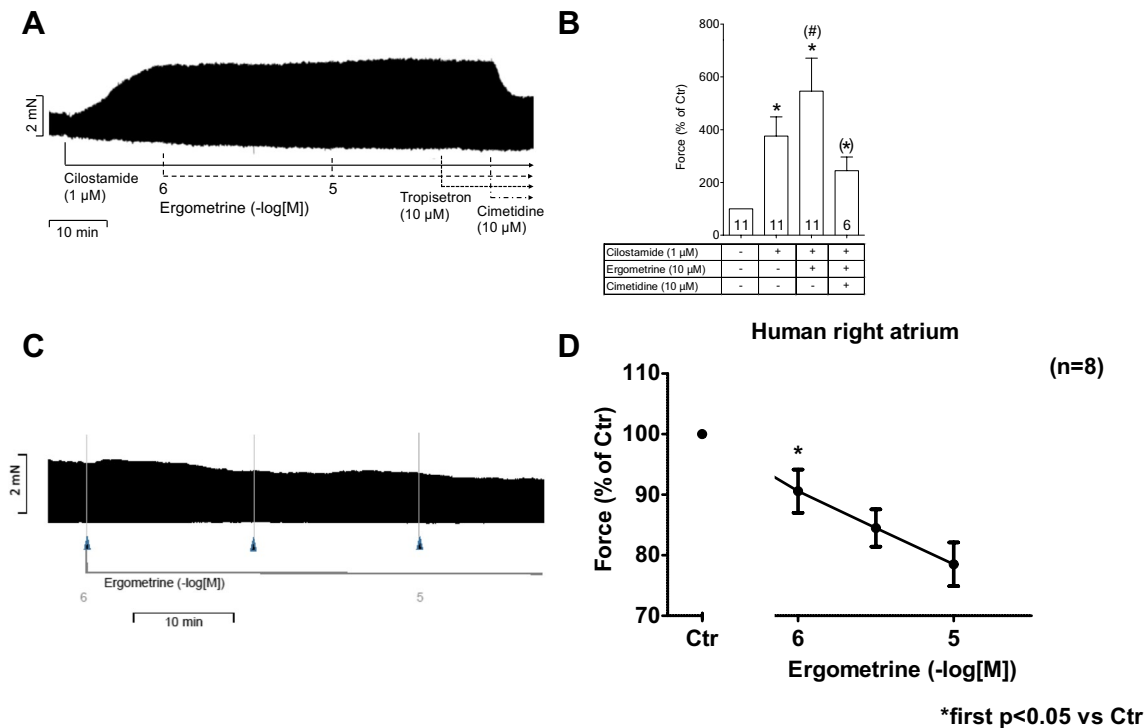 A
2 mN
Cilostamide
(1 µM)
6
5
Ergometrine (-log[M])
Tropisetron
(10 µM)
Cimetidine
(10 µM)
10 min
B
800
600
400
200
0
Force (% of Ctr)
*
(#)
*
(*)
11
11
11
6
Cilostamide (1 µM) - + + +
Ergometrine (10 µM) - - + +
Cimetidine (10 µM) - - - +
C
2 mN
Ergometrine (-log[M])
6
5
10 min
D
Human right atrium
(n=8)
110
100
90
80
70
Force (% of Ctr)
*
Ctr
6
5
Ergometrine (-log[M])
*first p<0.05 vs Ctr